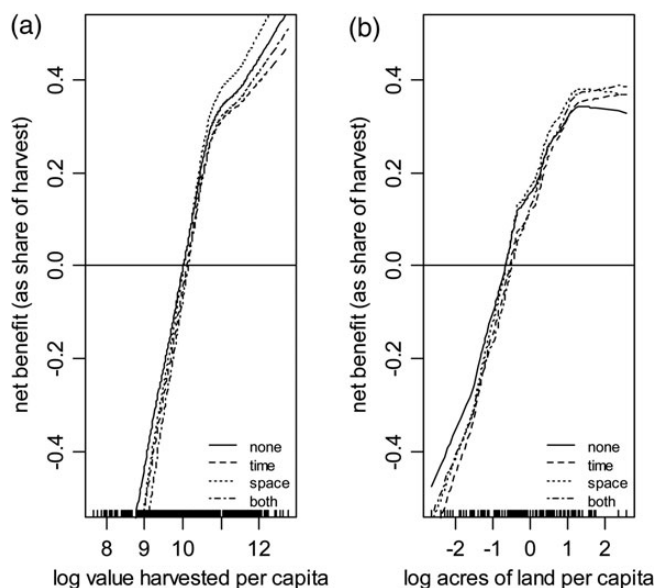 (a)
net benefit (as share of harvest)
0.4
0.2
0.0
-0.2
-0.4
none
time
space
both
8 9 10 12
log value harvested per capita
(b)
net benefit (as share of harvest)
0.4
0.2
0.0
-0.2
-0.4
none
time
space
both
-2 -1 0 1 2
log acres of land per capita